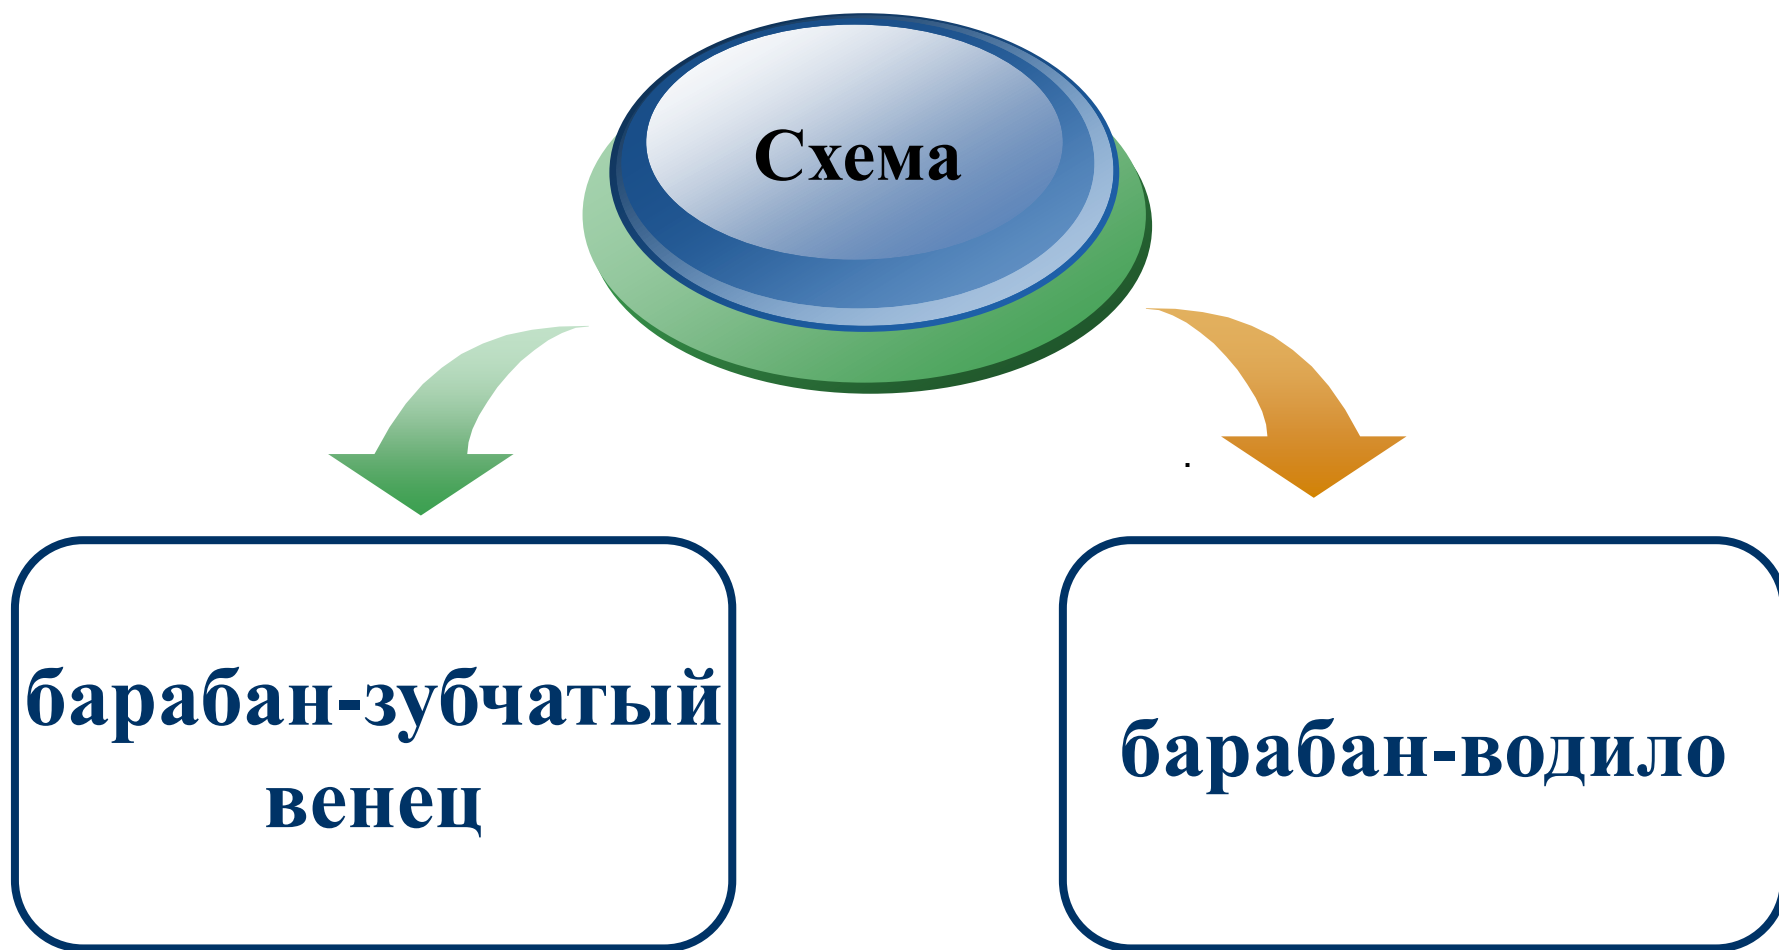 Схема
.
барабан-зубчатый
венец
барабан-водило